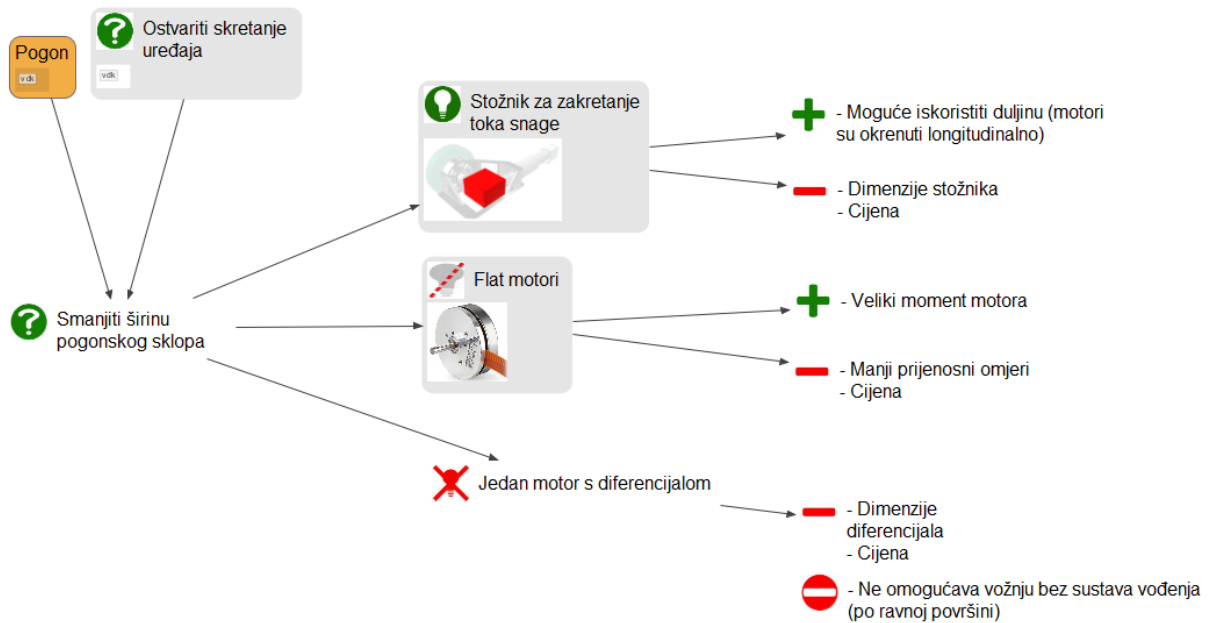 Pogon
vdk
Ostvariti skretanje
uređaja
vdk
Smanjiti širinu
pogonskog sklopa
Stožnik za zakretanje
toka snage
- Moguće iskoristiti duljinu (motori
su okrenuti longitudinalno)
- Dimenzije stožnika
- Cijena
Flat motori
- Veliki moment motora
- Manji prijenosni omjeri
- Cijena
Jedan motor s diferencijalom
- Dimenzije
diferencijala
- Cijena
- Ne omogućava vožnju bez sustava vođenja
(po ravnoj površini)